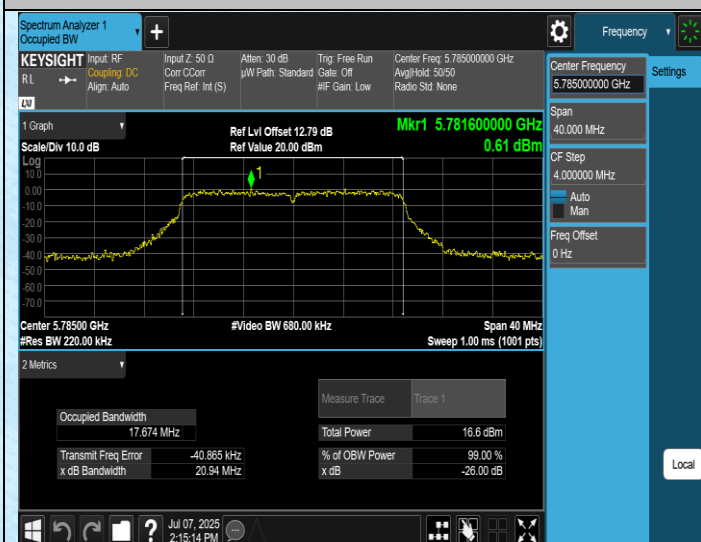 Spectrum Analyzer 1
Occupied BW
Frequency
KEYSIGHT
R L
LXI
Input: RF
Coupling: DC
Align: Auto
Input Z: 50 Ω
Corr CCorr
Freq Ref: Int (S)
Atten: 30 dB
µW Path: Standard
Trig: Free Run
Gate: Off
#IF Gain: Low
Center Freq: 5.785000000 GHz
Avg|Hold: 50/50
Radio Std: None
Center Frequency
5.785000000 GHz
Settings
Span
40.000 MHz
CF Step
4.000000 MHz
Auto
Man
Freq Offset
0 Hz
1 Graph
Scale/Div 10.0 dB
Ref Lvl Offset 12.79 dB
Ref Value 20.00 dBm
Mkr1 5.781600000 GHz
0.61 dBm
Log
1
10.0
0.00
-10.0
-20.0
-30.0
-40.0
-50.0
-60.0
-70.0
Center 5.78500 GHz
#Video BW 680.00 kHz
Span 40 MHz
#Res BW 220.00 kHz
Sweep 1.00 ms (1001 pts)
2 Metrics
Measure Trace
Trace 1
Occupied Bandwidth
17.674 MHz
Total Power
16.6 dBm
Transmit Freq Error
-40.865 kHz
% of OBW Power
99.00 %
x dB Bandwidth
20.94 MHz
x dB
-26.00 dB
Local
?
Jul 07, 2025
2:15:14 PM